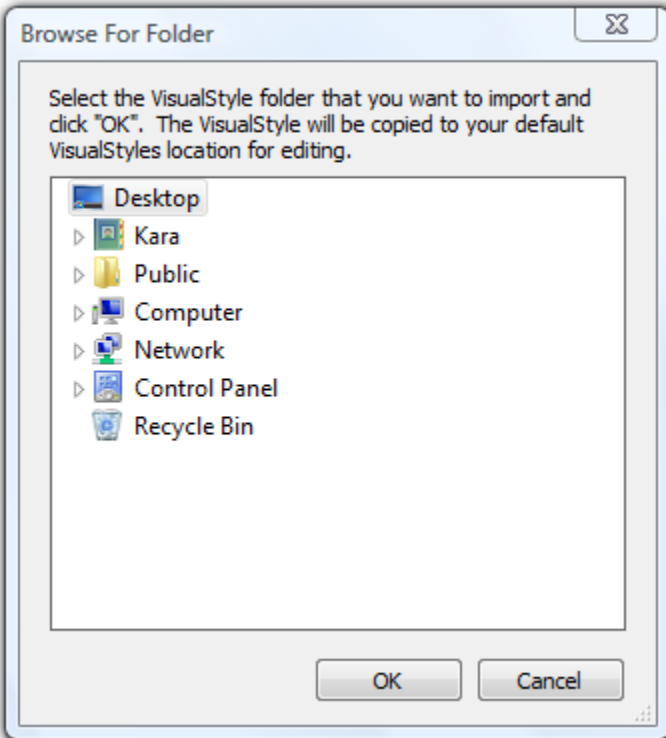 Browse For Folder
Select the VisualStyle folder that you want to import and
click "OK".  The VisualStyle will be copied to your default
VisualStyles location for editing.
Desktop
Kara
Public
Computer
Network
Control Panel
Recycle Bin
OK
Cancel